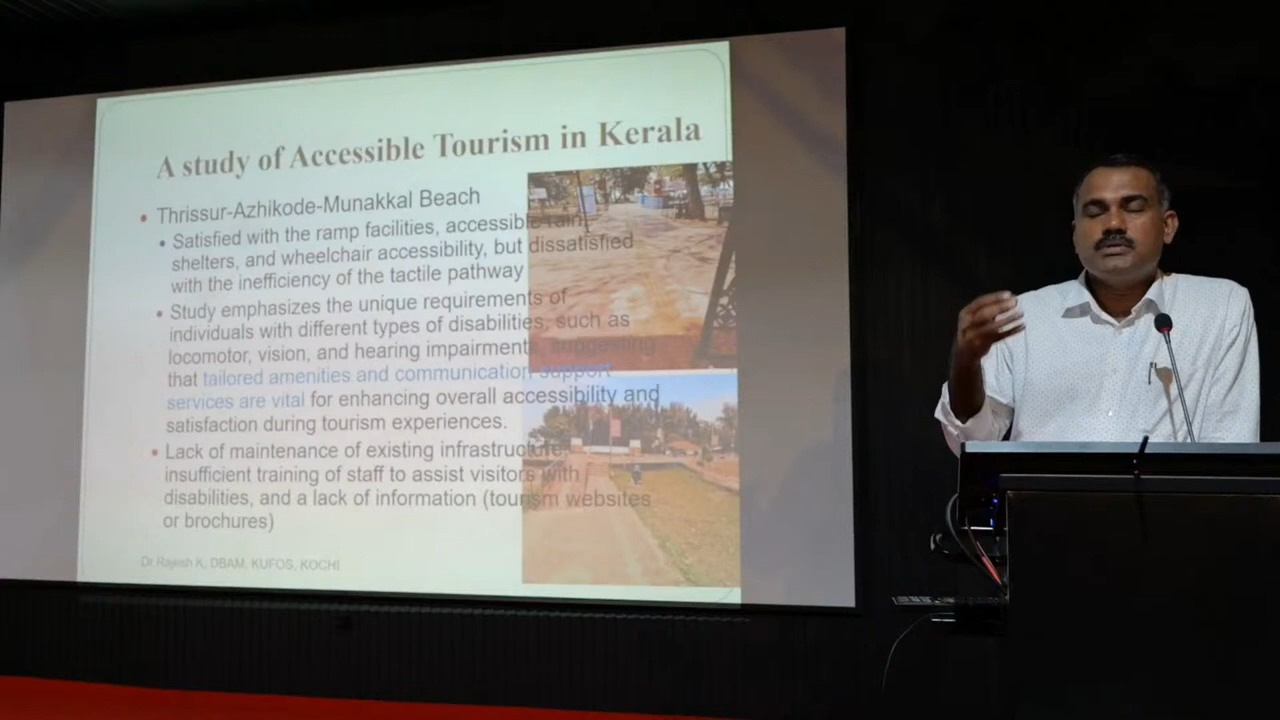 A study of Accessible Tourism in Kerala
• Thrissur-Azhikode-Munakkal Beach
• Satisfied with the ramp facilities, accessible rain
shelters, and wheelchair accessibility, but dissatisfied
with the inefficiency of the tactile pathway
• Study emphasizes the unique requirements of
individuals with different types of disabilities, such as
locomotor, vision, and hearing impairments, suggesting
that tailored amenities and communication support
services are vital for enhancing overall accessibility and
satisfaction during tourism experiences.
• Lack of maintenance of existing infrastructure,
insufficient training of staff to assist visitors with
disabilities, and a lack of information (tourism websites
or brochures)
Dr Rajesh K, DBAM, KUFOS, KOCHI